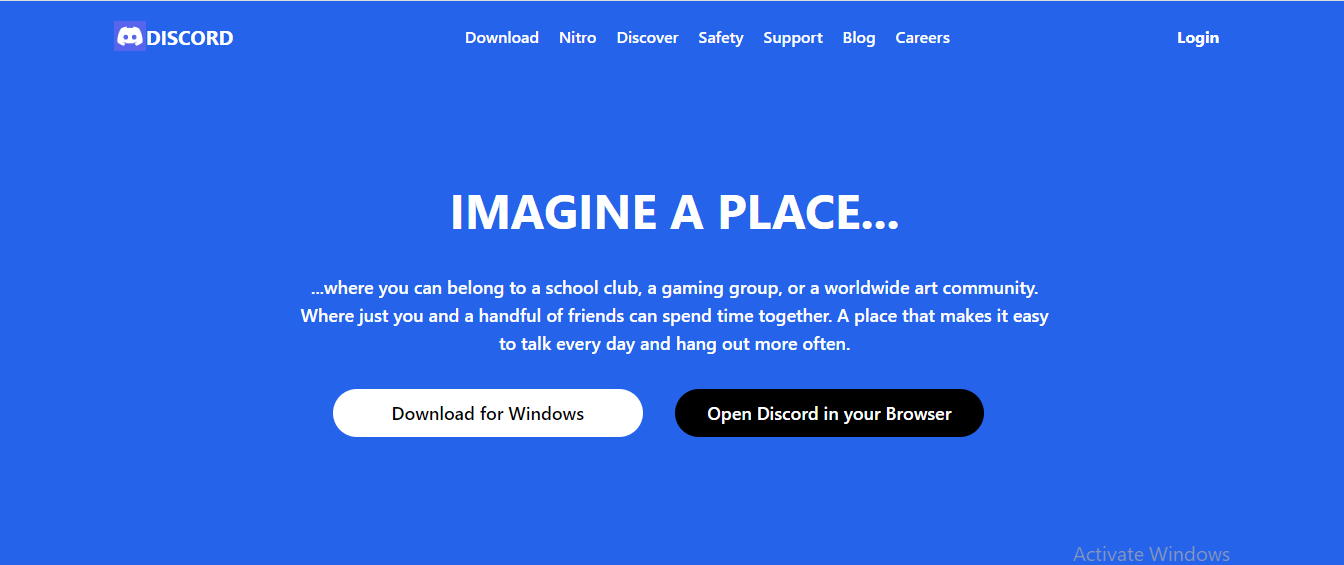 DISCORD
Download Nitro Discover Safety Support Blog Careers
Login
IMAGINE A PLACE...
...where you can belong to a school club, a gaming group, or a worldwide art community.
Where just you and a handful of friends can spend time together. A place that makes it easy
to talk every day and hang out more often.
Download for Windows
Open Discord in your Browser
Activate Windows